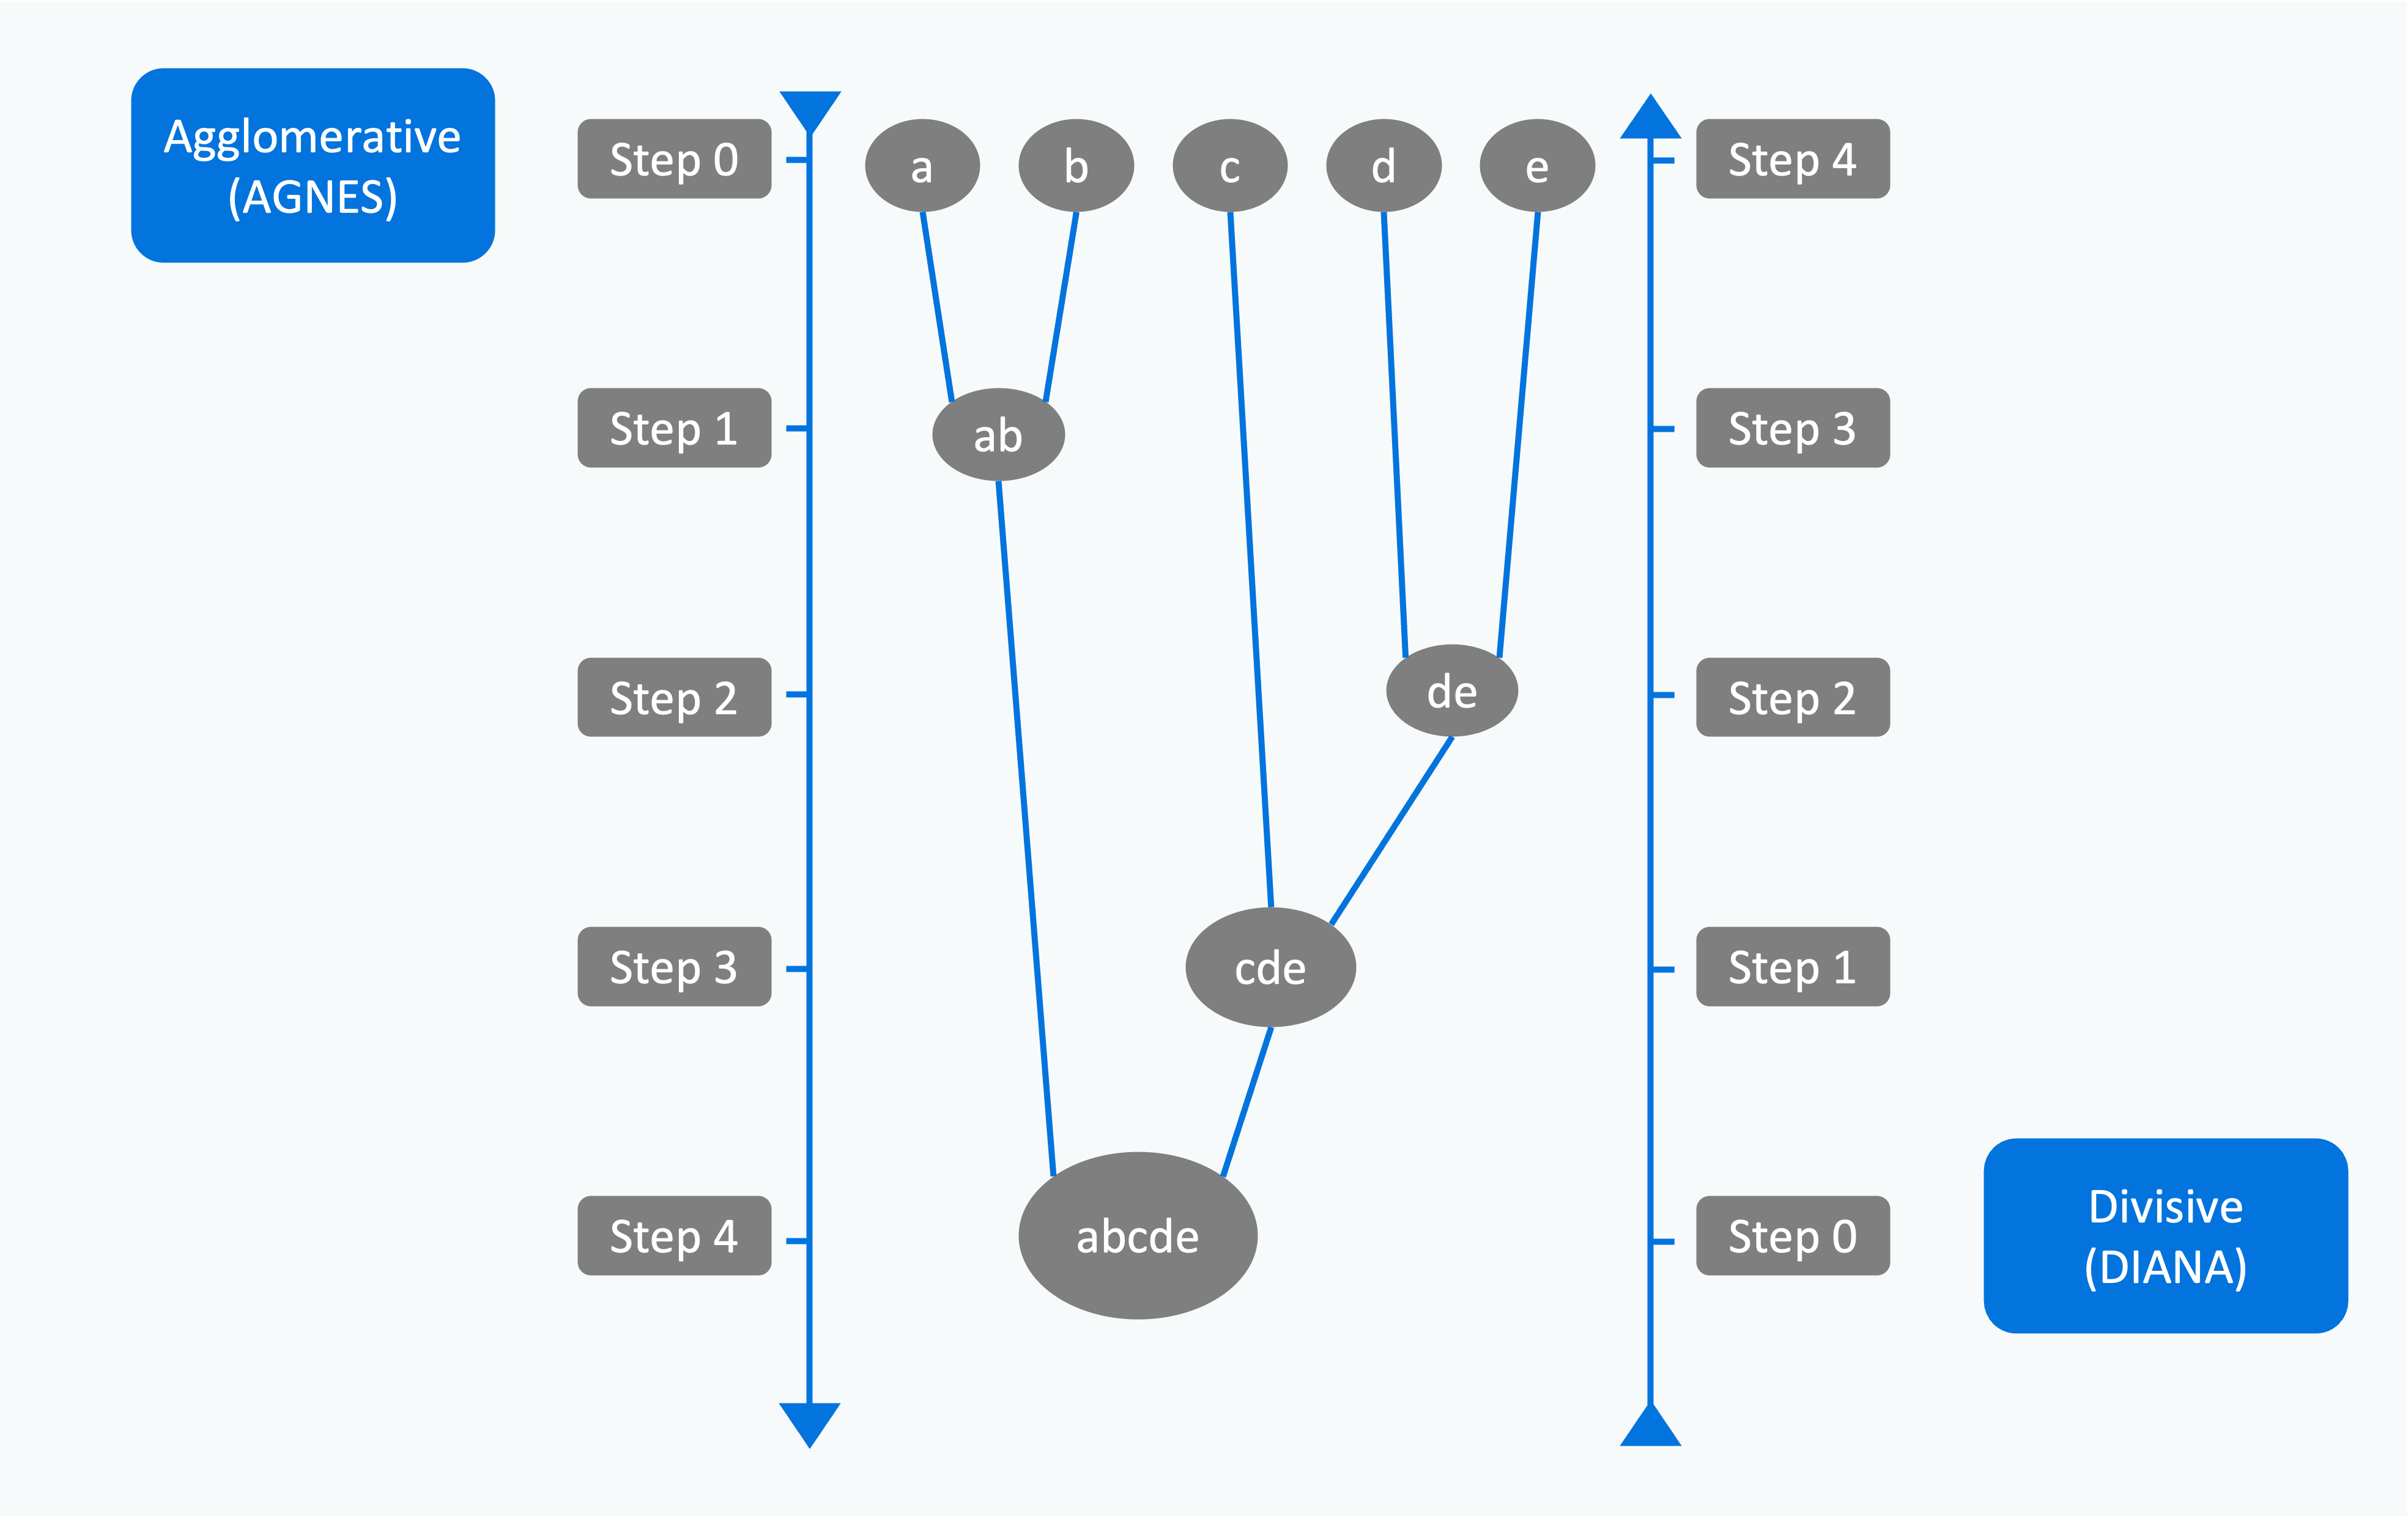 Agglomerative
(AGNES)
Step 0
a
b
c
d
e
Step 4
Step 1
ab
Step 3
Step 2
de
Step 2
Step 3
cde
Step 1
Step 4
abcde
Step 0
Divisive
(DIANA)